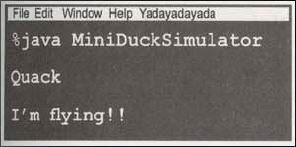 File Edit Window Help Yadayadayada
%java MiniDuckSimulator
Quack
I'm flying!!